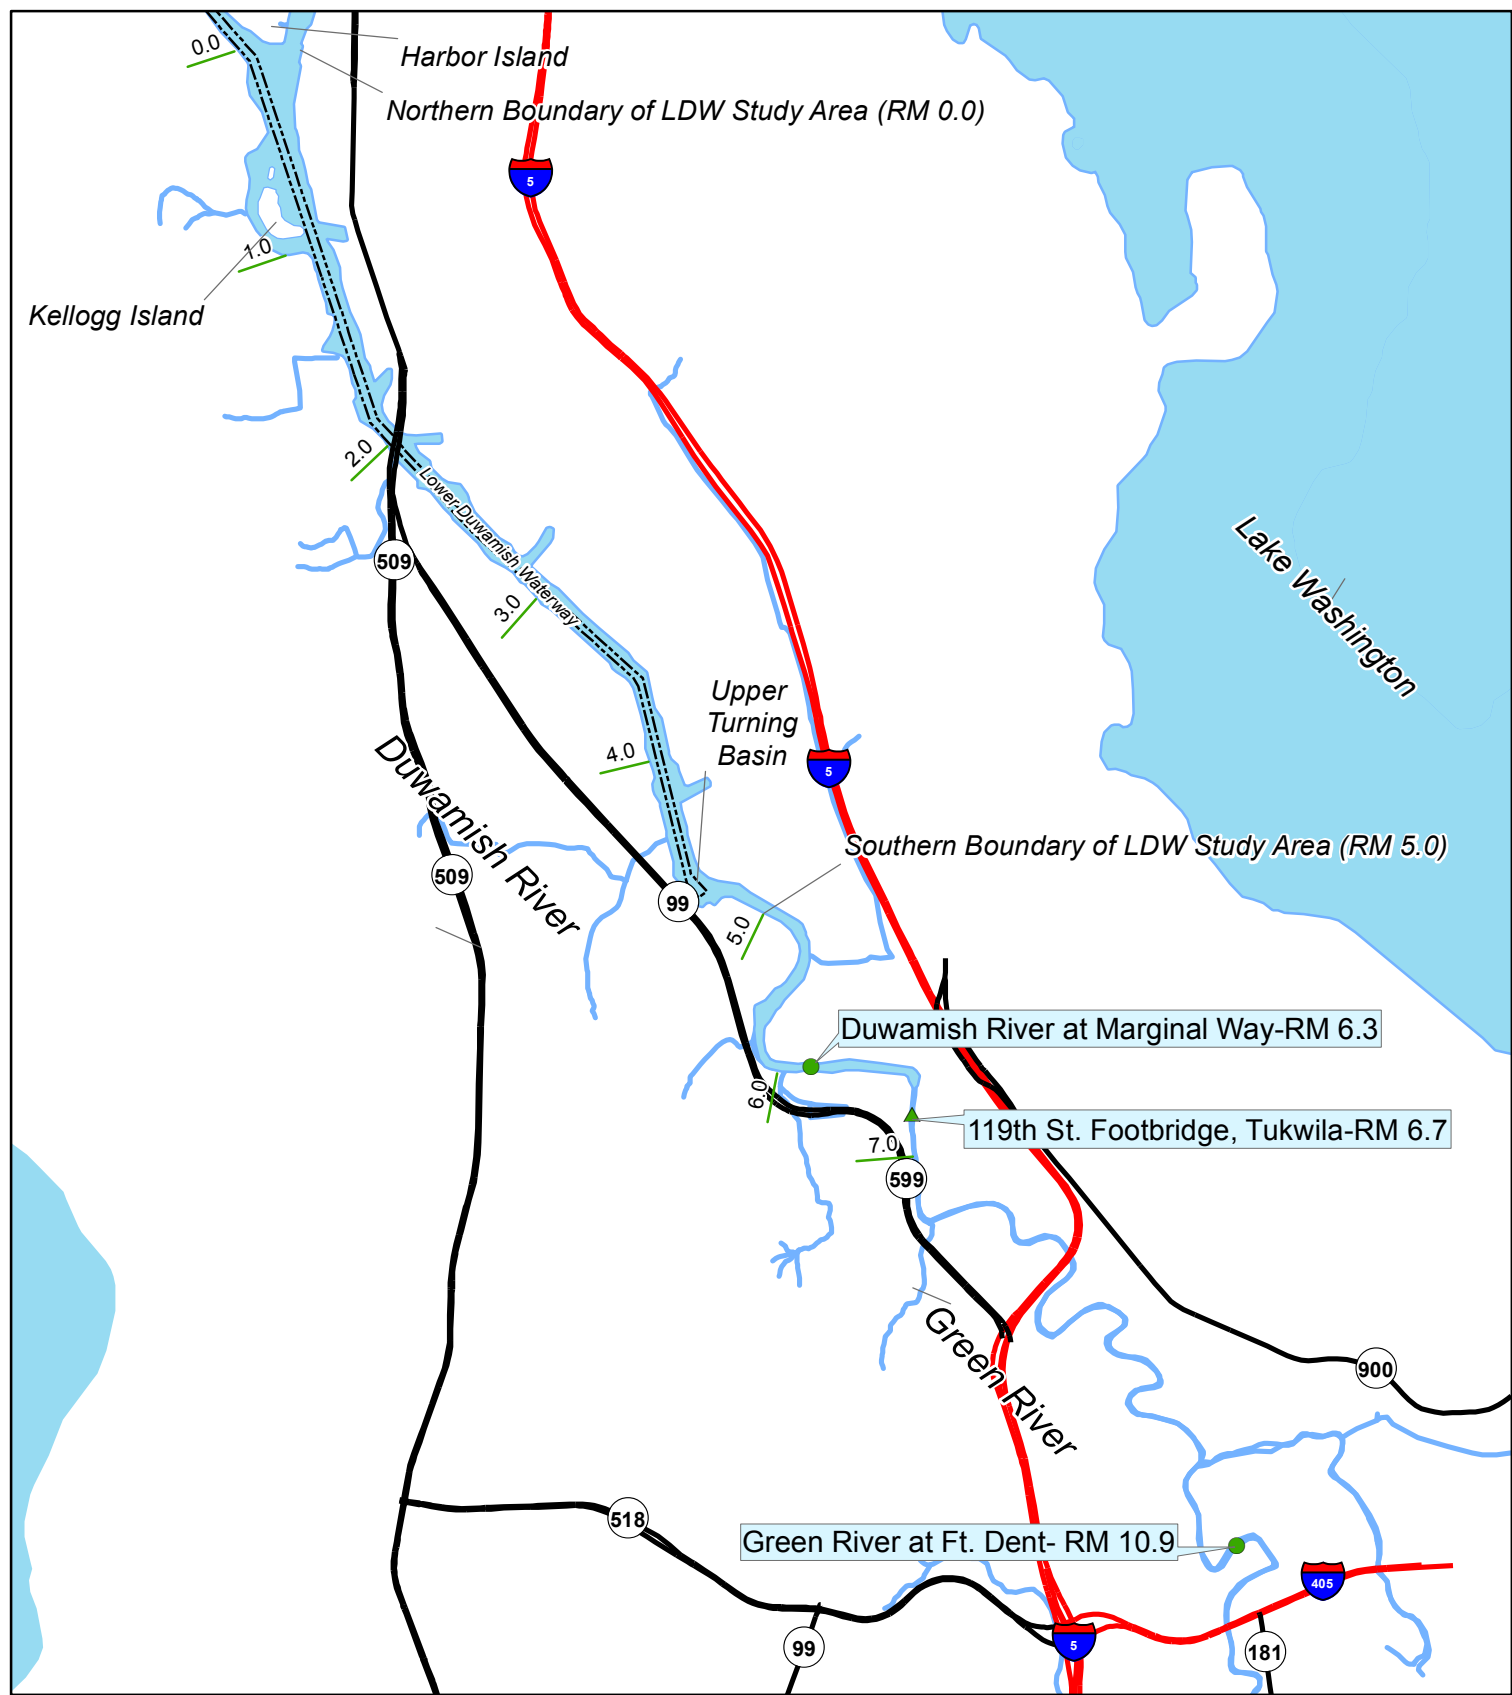 0.0
Harbor Island
Northern Boundary of LDW Study Area (RM 0.0)
5
1.0
Kellogg Island
2.0
Lower Duwamish Waterway
509
Lake Washington
3.0
Upper
Turning
Basin
4.0
5
Duwamish River
Southern Boundary of LDW Study Area (RM 5.0)
509
99
5.0
Duwamish River at Marginal Way-RM 6.3
6.0
119th St. Footbridge, Tukwila-RM 6.7
7.0
599
Green River
900
518
Green River at Ft. Dent- RM 10.9
405
5
99
181